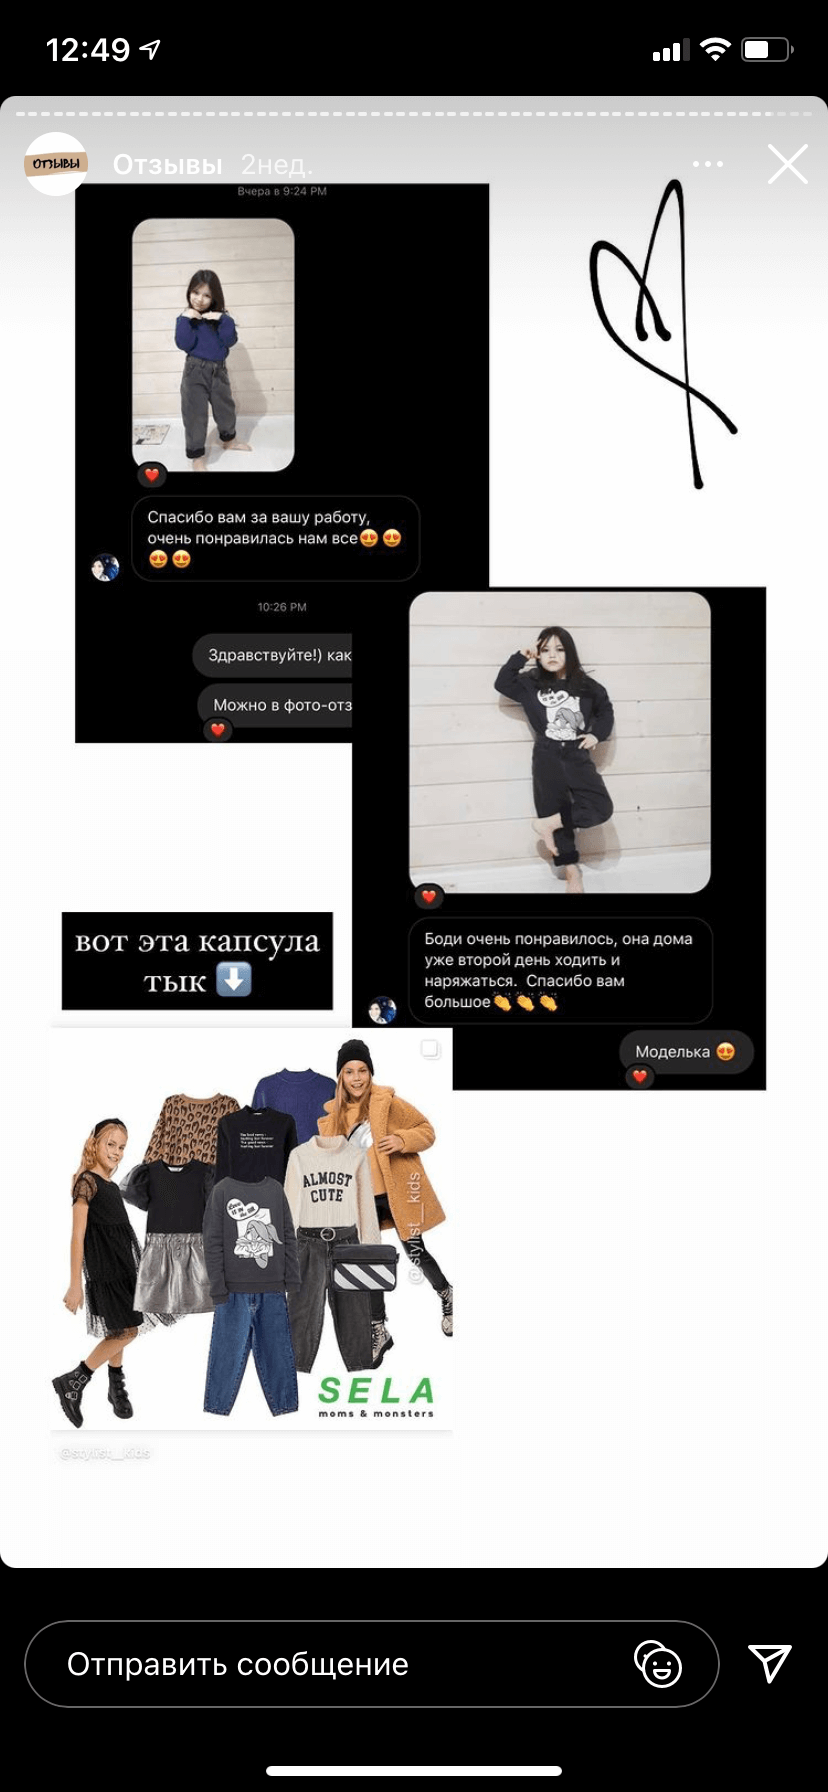 12:49
ОТЗЫВЫ
Отзывы 2нед.
Вчера в 9:24 PM
Спасибо вам за вашу работу,
очень понравилась нам все😍😍
😍😍
10:26 PM
Здравствуйте!) как
Можно в фото-отз
Боди очень понравилось, она дома
уже второй день ходить и
наряжаться. Спасибо вам
большое👏👏👏
Моделька 😍
вот эта капсула
тык ⬇️
ALMOST
CUTE
@stylist__kids
SELA
moms & monsters
@stylist__kids
Отправить сообщение